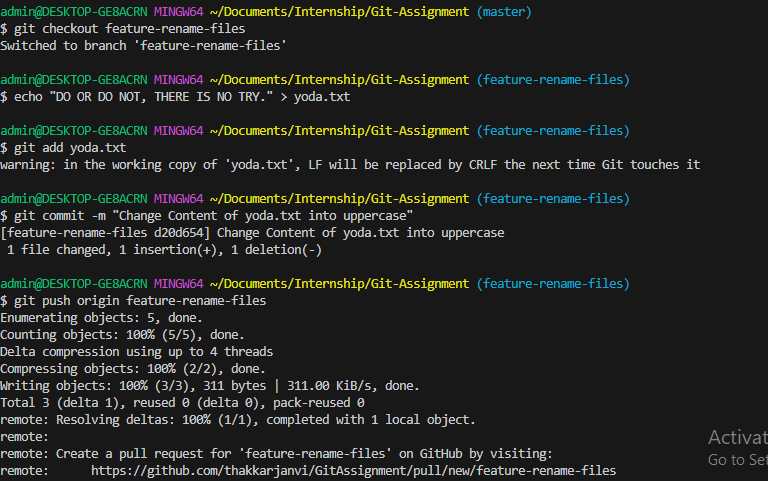 admin@DESKTOP-GE8ACRN MINGW64 ~/Documents/Internship/Git-Assignment (master)
$ git checkout feature-rename-files
Switched to branch 'feature-rename-files'
admin@DESKTOP-GE8ACRN MINGW64 ~/Documents/Internship/Git-Assignment (feature-rename-files)
$ echo "DO OR DO NOT, THERE IS NO TRY." > yoda.txt
admin@DESKTOP-GE8ACRN MINGW64 ~/Documents/Internship/Git-Assignment (feature-rename-files)
$ git add yoda.txt
warning: in the working copy of 'yoda.txt', LF will be replaced by CRLF the next time Git touches it
admin@DESKTOP-GE8ACRN MINGW64 ~/Documents/Internship/Git-Assignment (feature-rename-files)
$ git commit -m "Change Content of yoda.txt into uppercase"
[feature-rename-files d20d654] Change Content of yoda.txt into uppercase
 1 file changed, 1 insertion(+), 1 deletion(-)
admin@DESKTOP-GE8ACRN MINGW64 ~/Documents/Internship/Git-Assignment (feature-rename-files)
$ git push origin feature-rename-files
Enumerating objects: 5, done.
Counting objects: 100% (5/5), done.
Delta compression using up to 4 threads
Compressing objects: 100% (2/2), done.
Writing objects: 100% (3/3), 311 bytes | 311.00 KiB/s, done.
Total 3 (delta 1), reused 0 (delta 0), pack-reused 0
remote: Resolving deltas: 100% (1/1), completed with 1 local object.
remote:
remote: Create a pull request for 'feature-rename-files' on GitHub by visiting:
remote:      https://github.com/thakkarjanvi/GitAssignment/pull/new/feature-rename-files
Activat
Go to Set